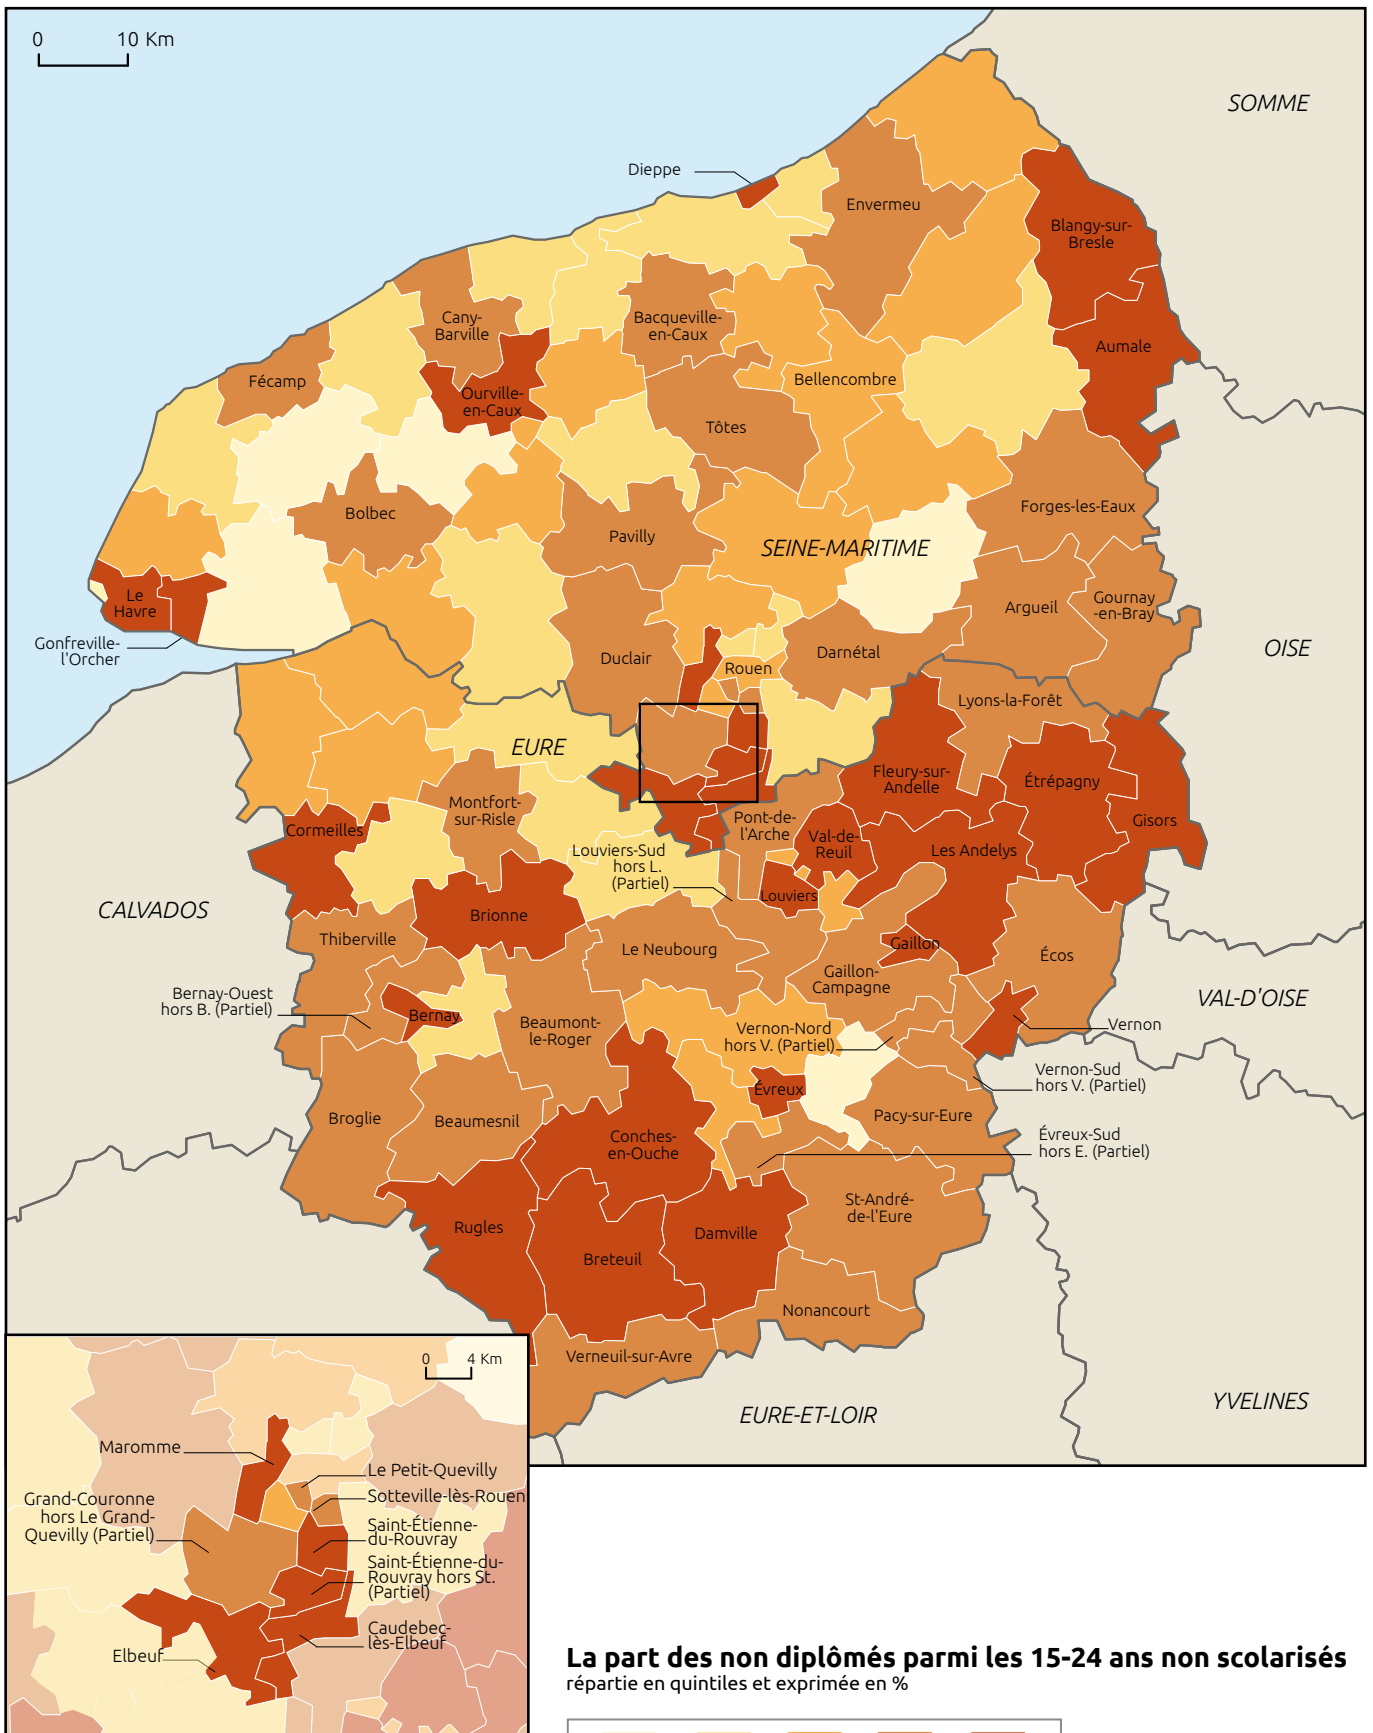 0 10 Km
SOMME
Dieppe
Envermeu
Blangy-sur-
Bresle
Cany-
Barville
Bacqueville-
en-Caux
Aumale
Fécamp
Bellencombre
Ourville-
en-Caux
Tôtes
Bolbec
Forges-les-Eaux
Pavilly
SEINE-MARITIME
Le
Havre
Argueil
Gournay
-en-Bray
Gonfreville-
l'Orcher
Duclair
Darnétal
OISE
Rouen
Lyons-la-Forêt
EURE
Fleury-sur-
Andelle
Étrépagny
Montfort-
sur-Risle
Gisors
Cormeilles
Pont-de-
l'Arche
Val-de-
Reuil
Les Andelys
Louviers-Sud
hors L.
(Partiel)
Louviers
CALVADOS
Brionne
Thiberville
Le Neubourg
Gaillon
Écos
Gaillon-
Campagne
Bernay-Ouest
hors B. (Partiel)
VAL-D'OISE
Bernay
Beaumont-
le-Roger
Vernon-Nord
hors V. (Partiel)
Vernon
Vernon-Sud
hors V. (Partiel)
Évreux
Broglie
Beaumesnil
Pacy-sur-Eure
Conches-
en-Ouche
Évreux-Sud
hors E. (Partiel)
St-André-
de-l'Eure
Rugles
Damville
Breteuil
Nonancourt
Verneuil-sur-Avre
EURE-ET-LOIR
YVELINES
0 4 Km
Maromme
Le Petit-Quevilly
Grand-Couronne
hors Le Grand-
Quevilly (Partiel)
Sotteville-lès-Rouen
Saint-Étienne-
du-Rouvray
Saint-Étienne-du-
Rouvray hors St.
(Partiel)
Caudebec-
lès-Elbeuf
Elbeuf
La part des non diplômés parmi les 15-24 ans non scolarisés
répartie en quintiles et exprimée en %